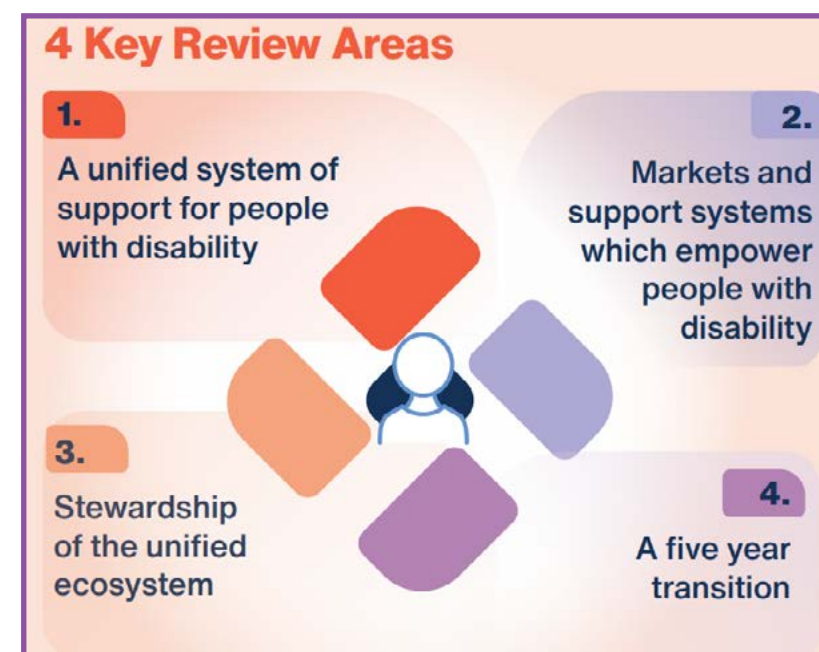 4 Key Review Areas
1.
A unified system of
support for people
with disability
2.
Markets and
support systems
which empower
people with
disability
3.
Stewardship
of the unified
ecosystem
4.
A five year
transition